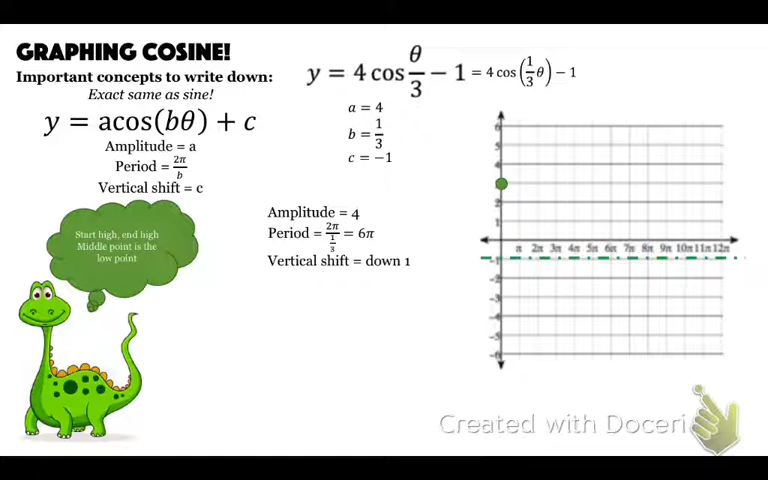 GRAPHING COSINE!
Important concepts to write down:
Exact same as sine!
y = acos(bθ) + c
Amplitude = a
Period = 2π/b
Vertical shift = c
Start high, end high
Middle point is the
low point
y = 4 cos θ/3 − 1 = 4 cos(1/3 θ) − 1
a = 4
b = 1/3
c = −1
Amplitude = 4
Period = 2π/(1/3) = 6π
Vertical shift = down 1
6
5
4
2
1
π 2π 3π 4π 5π 6π 7π 8π 9π 10π 11π 12π
-1
-2
-3
-4
-5
-6
Created with Doceri